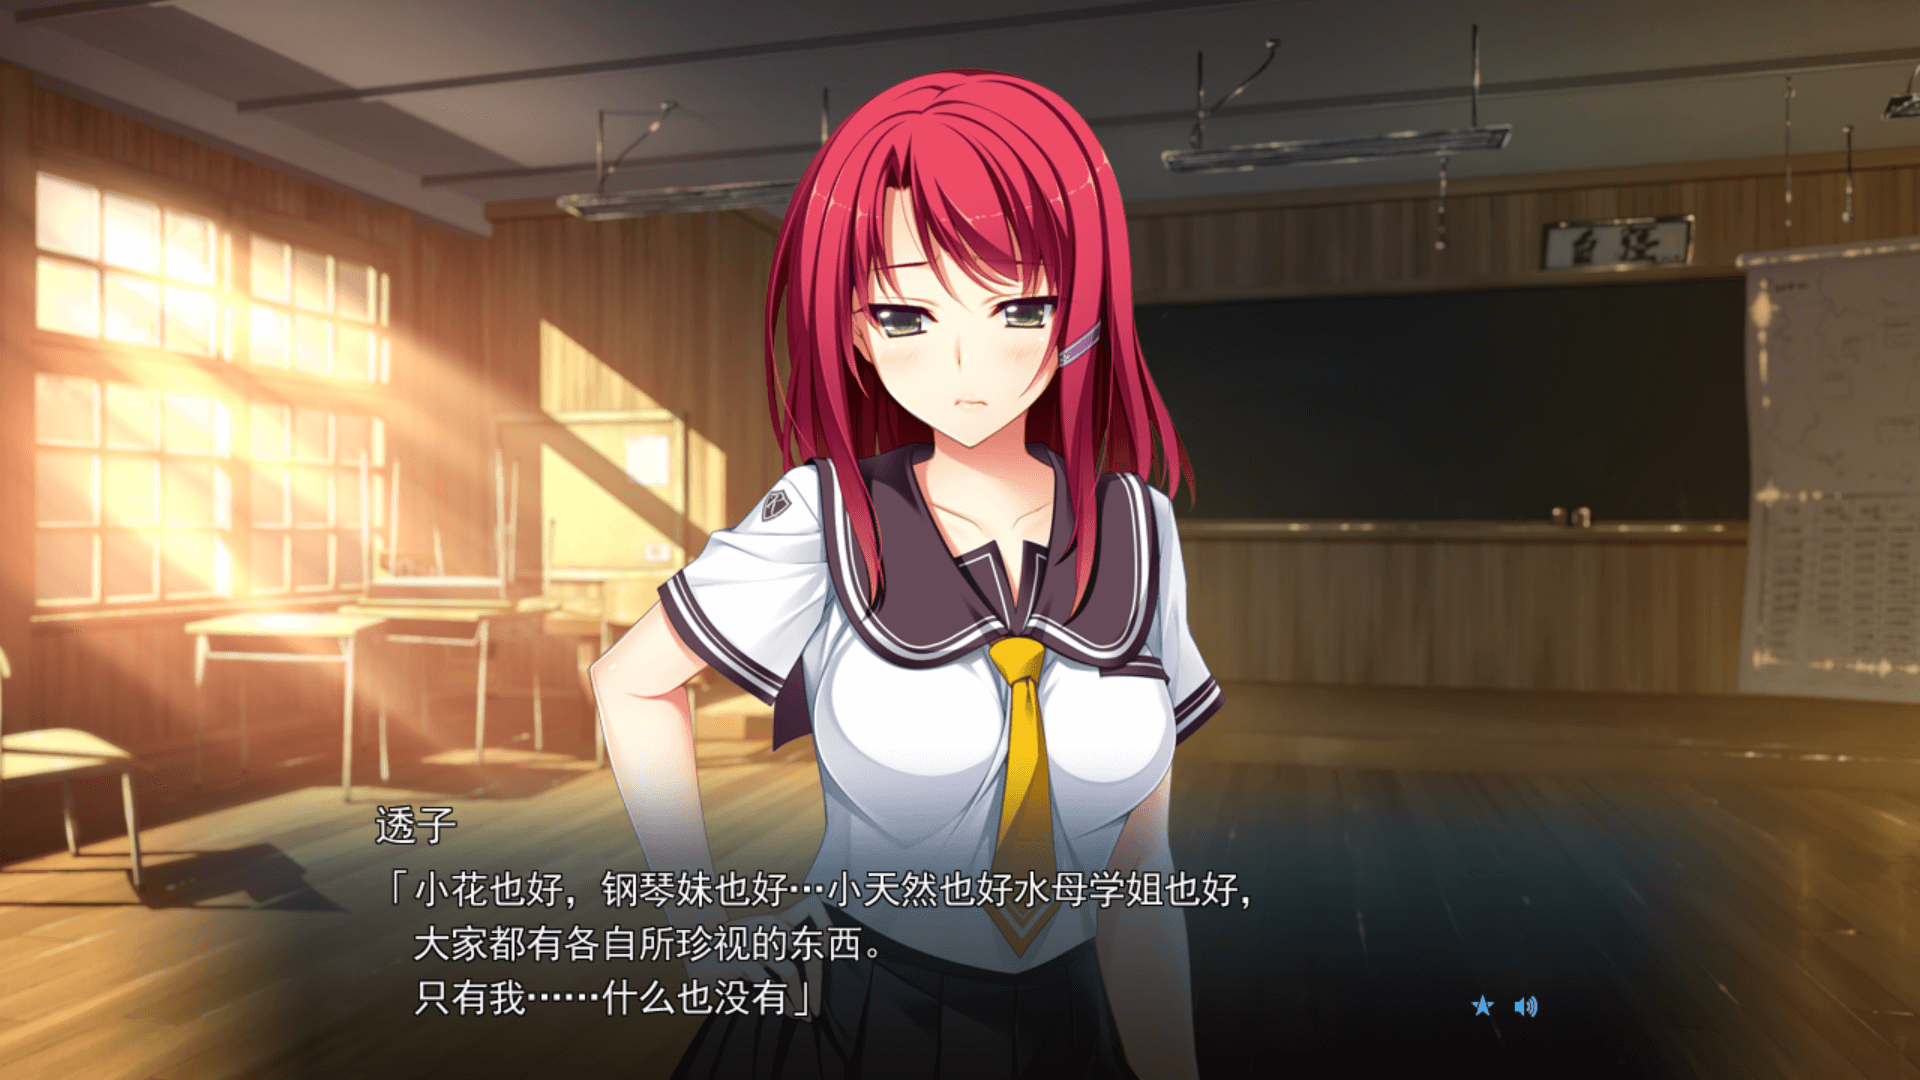 透子
「小花也好，钢琴妹也好…小天然也好水母学姐也好，
大家都有各自所珍视的东西。
只有我……什么也没有」